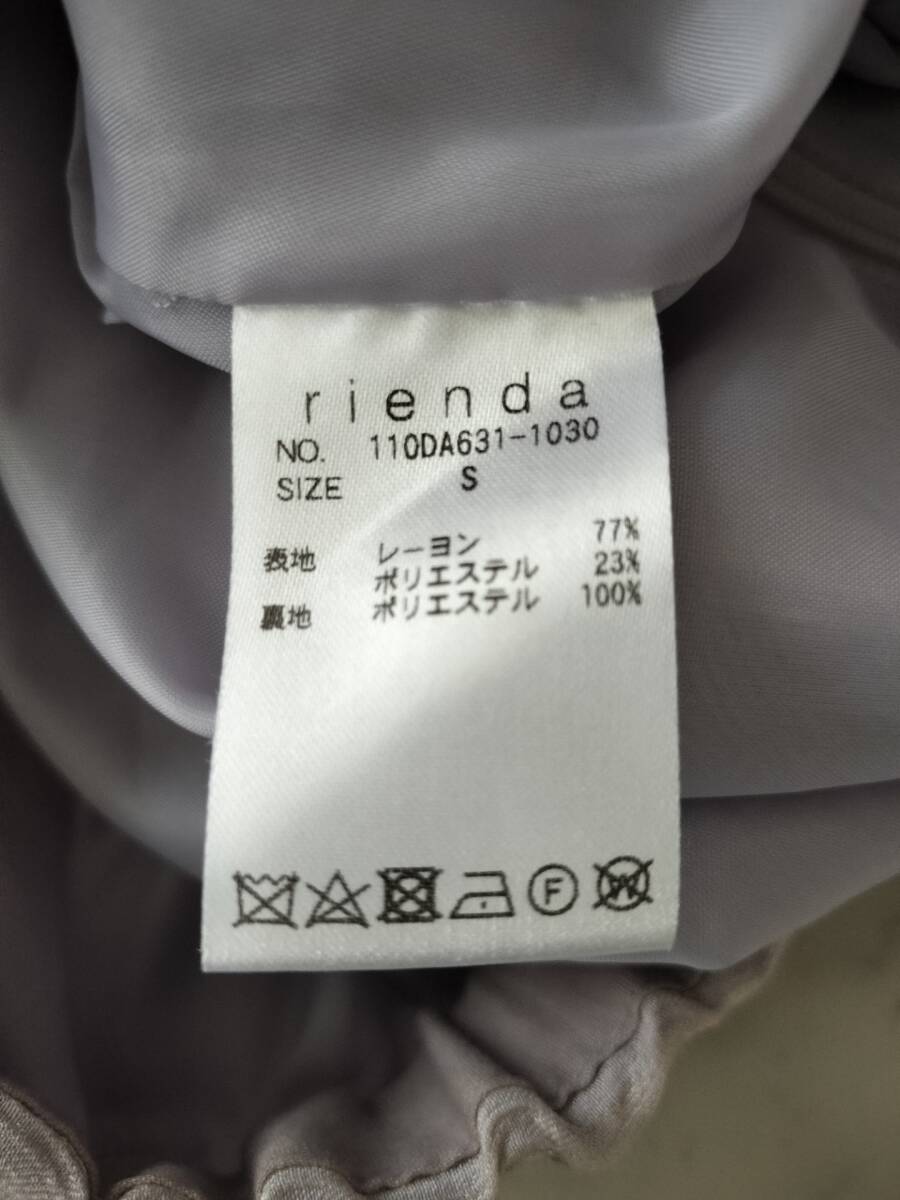 rienda
NO. 110DA631-1030
SIZE S
表地 レーヨン 77%
ポリエステル 23%
裏地 ポリエステル 100%
F
W